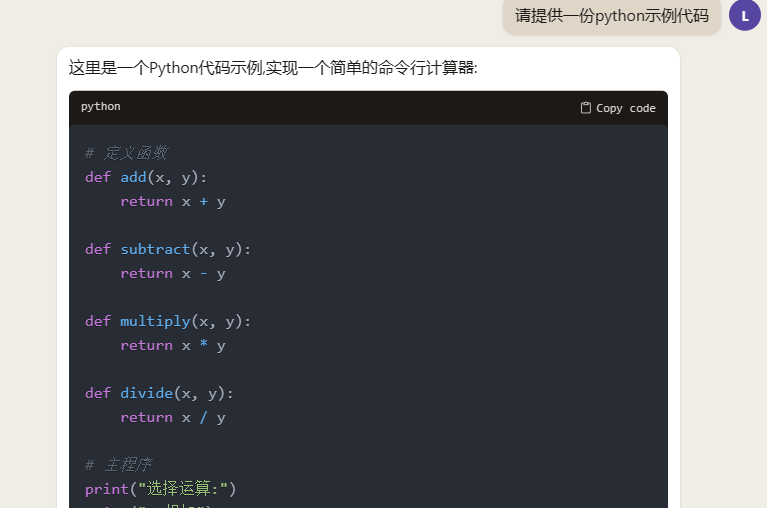 请提供一份python示例代码
L
这里是一个Python代码示例,实现一个简单的命令行计算器:
python
Copy code
# 定义函数
def add(x, y):
    return x + y
def subtract(x, y):
    return x - y
def multiply(x, y):
    return x * y
def divide(x, y):
    return x / y
# 主程序
print("选择运算:")